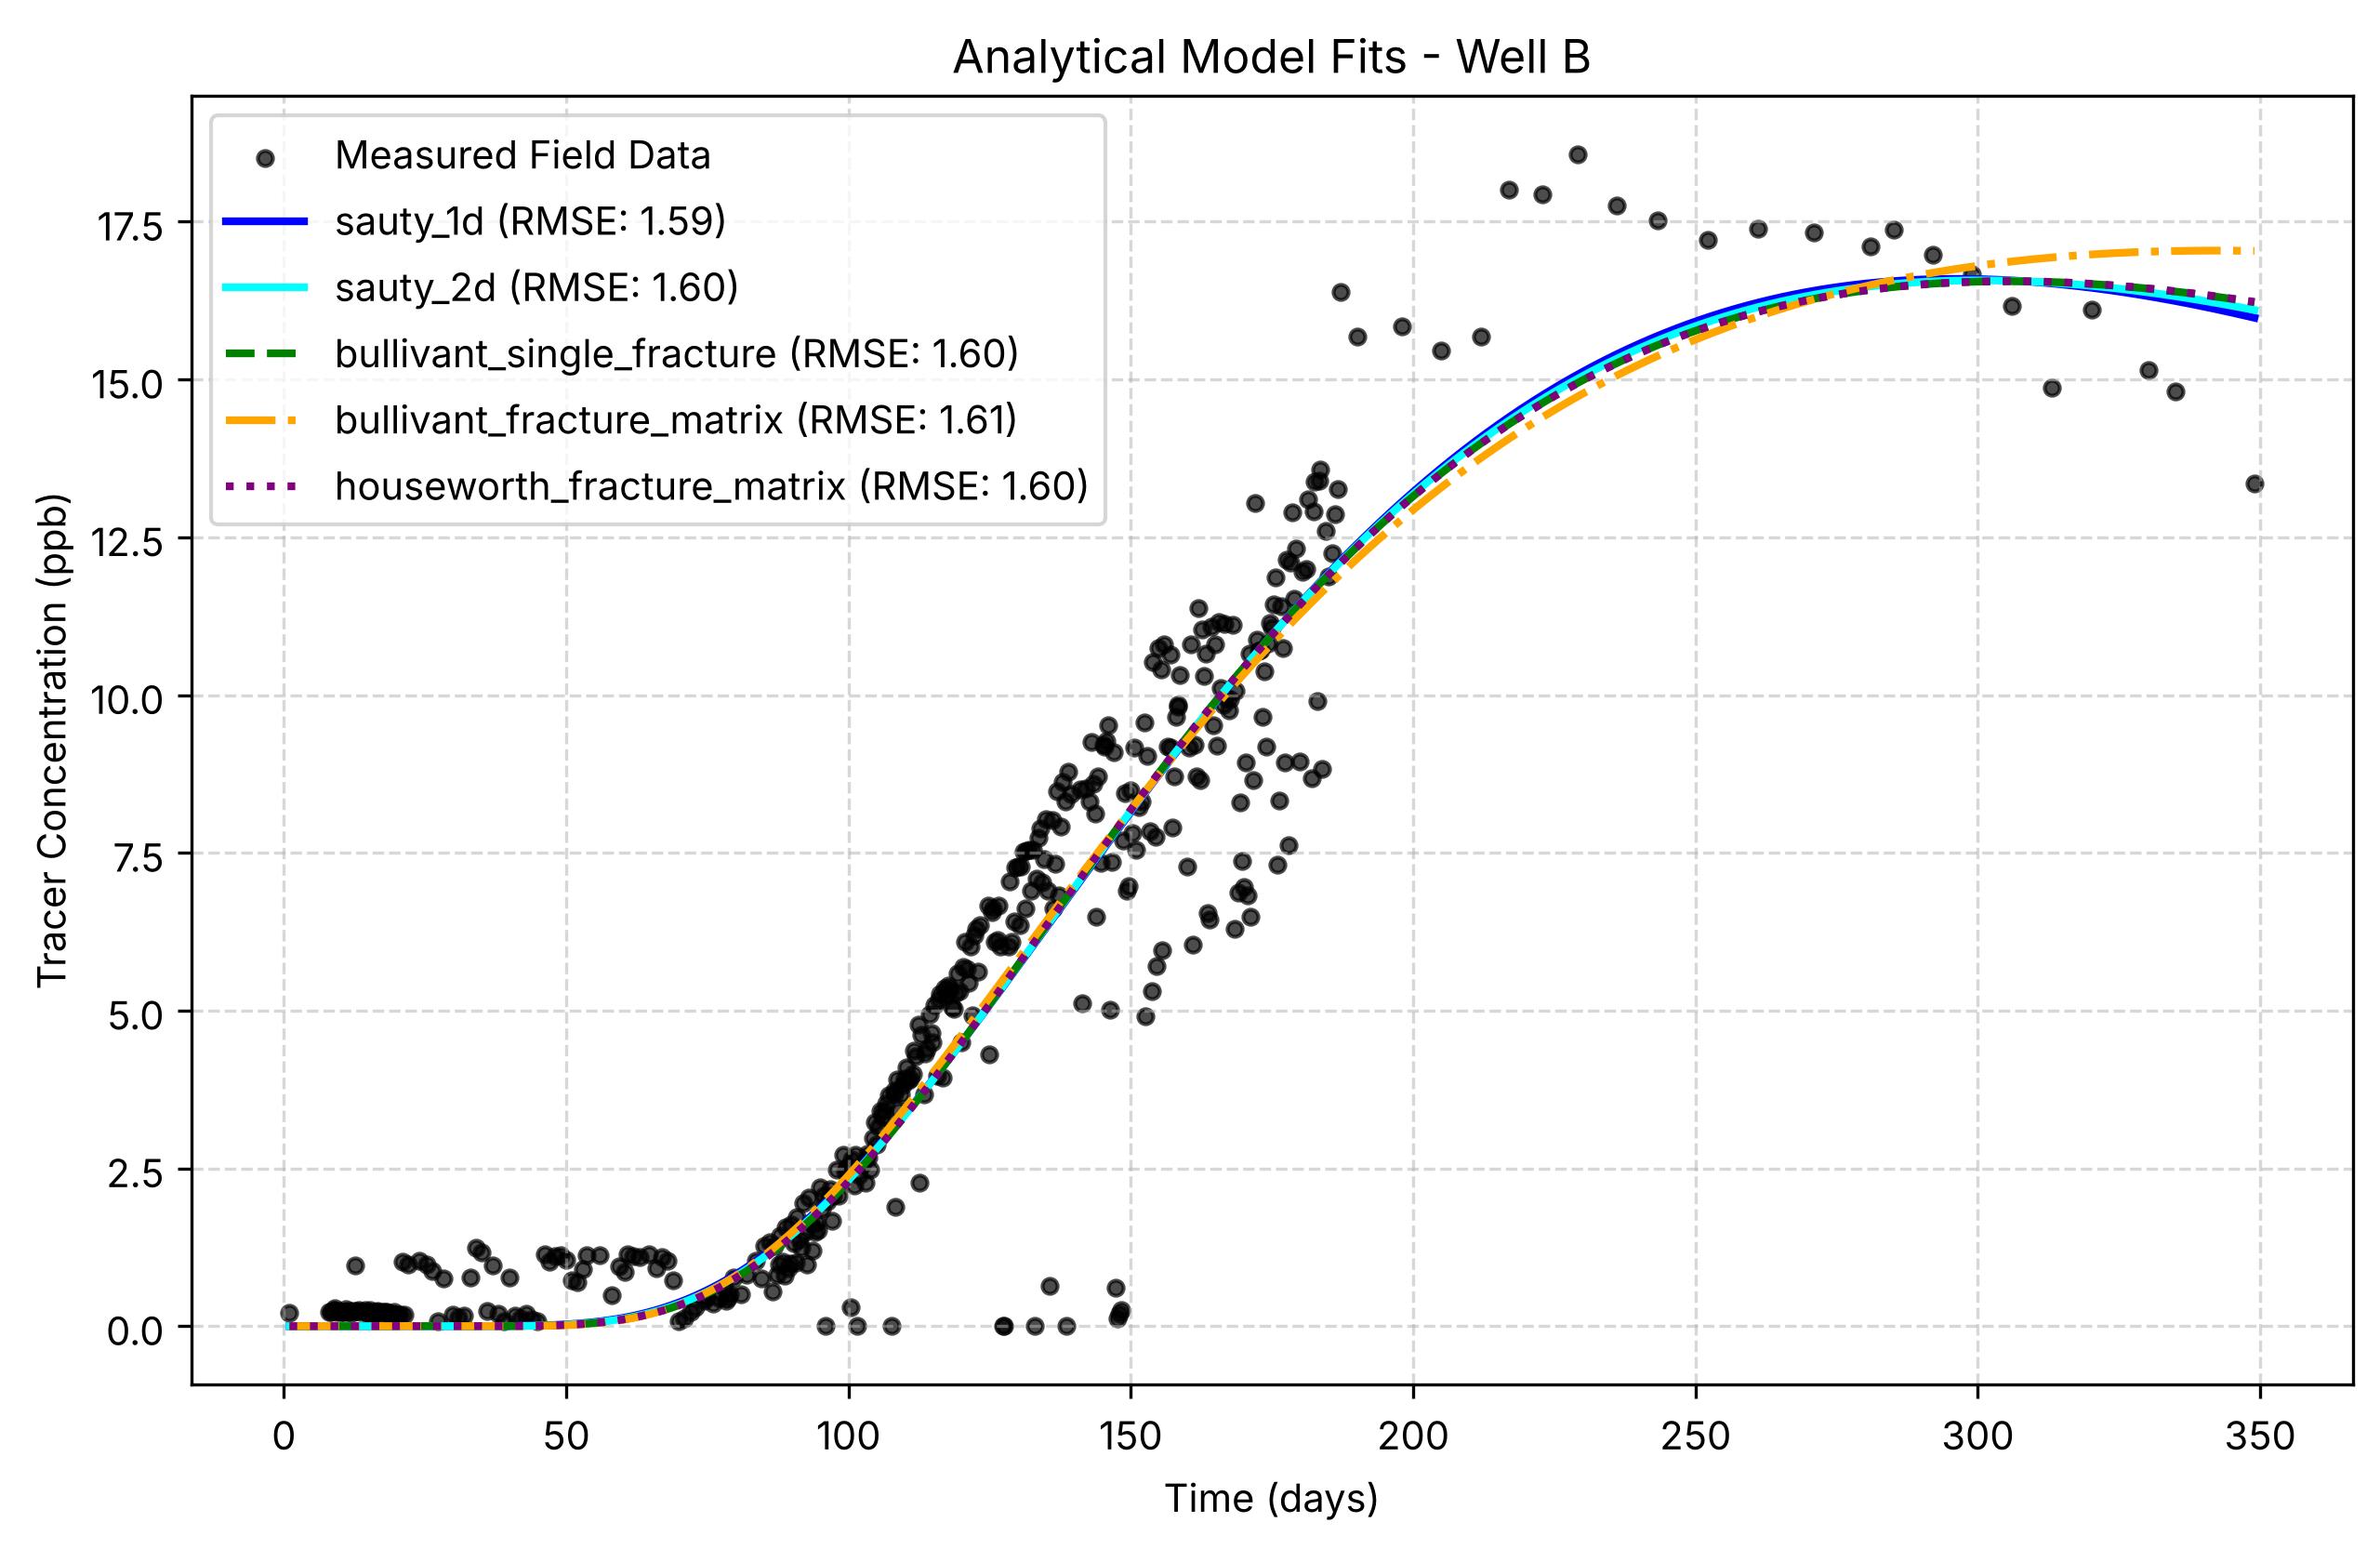 Analytical Model Fits - Well B
Measured Field Data
sauty_1d (RMSE: 1.59)
sauty_2d (RMSE: 1.60)
bullivant_single_fracture (RMSE: 1.60)
bullivant_fracture_matrix (RMSE: 1.61)
houseworth_fracture_matrix (RMSE: 1.60)
Tracer Concentration (ppb)
17.5
15.0
12.5
10.0
7.5
5.0
2.5
0.0
0 50 100 150 200 250 300 350
Time (days)